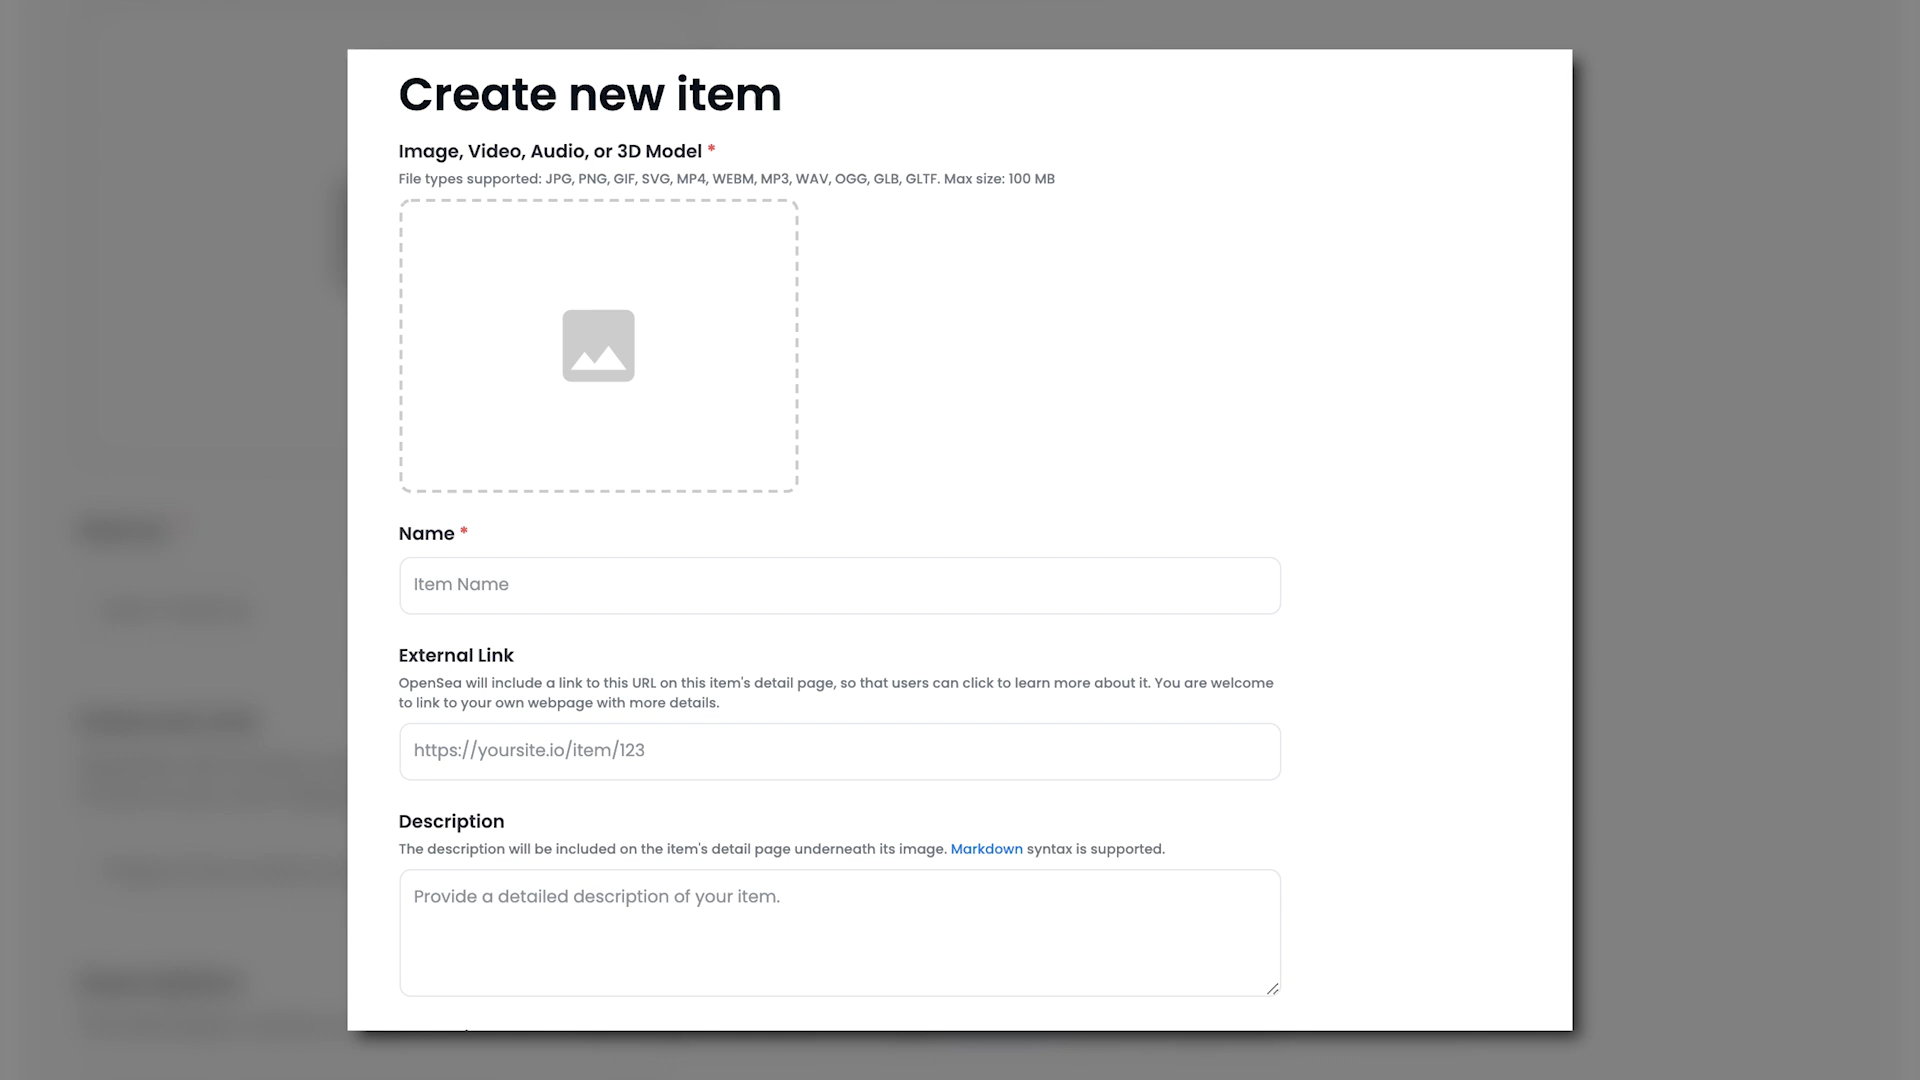 Create new item
Image, Video, Audio, or 3D Model *
File types supported: JPG, PNG, GIF, SVG, MP4, WEBM, MP3, WAV, OGG, GLB, GLTF. Max size: 100 MB
Name *
Item Name
External Link
OpenSea will include a link to this URL on this item's detail page, so that users can click to learn more about it. You are welcome
to link to your own webpage with more details.
https://yoursite.io/item/123
Description
The description will be included on the item's detail page underneath its image. Markdown syntax is supported.
Provide a detailed description of your item.